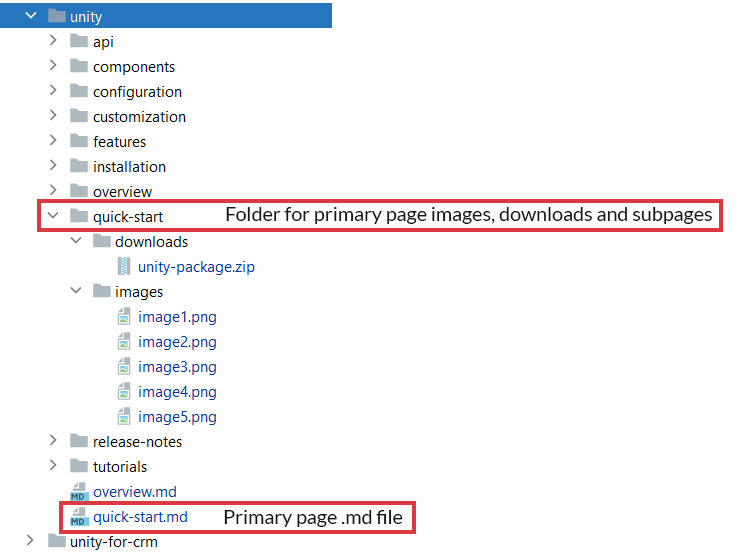 unity
api
components
configuration
customization
features
installation
overview
quick-start Folder for primary page images, downloads and subpages
downloads
unity-package.zip
images
image1.png
image2.png
image3.png
image4.png
image5.png
release-notes
tutorials
MD overview.md
MD quick-start.md Primary page .md file
unity-for-crm